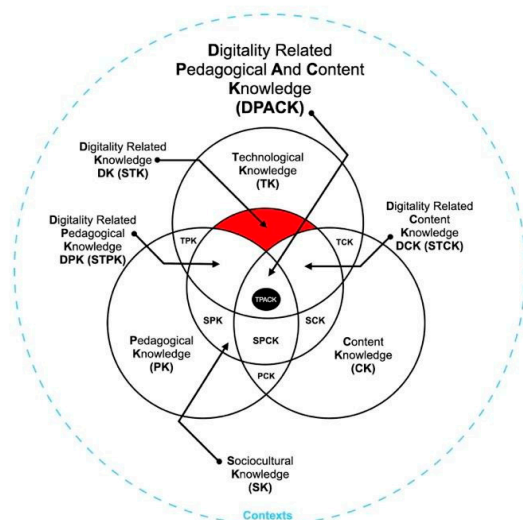 Digitality Related
Pedagogical And Content
Knowledge
(DPACK)
Digitality Related
Knowledge
DK (STK)
Technological
Knowledge
(TK)
Digitality Related
Pedagogical
Knowledge
DPK (STPK)
Digitality Related
Content
Knowledge
DCK (STCK)
TPK
TCK
TPACK
SPK
SCK
SPCK
Pedagogical
Knowledge
(PK)
Content
Knowledge
(CK)
PCK
Sociocultural
Knowledge
(SK)
Contexts